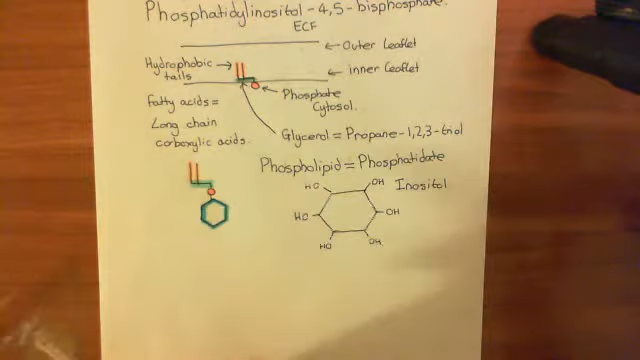 Phosphatidylinositol-4,5-bisphosphate.
ECF
← Outer Leaflet
Hydrophobic → tails
← inner Leaflet
← Phosphate
Cytosol.
Fatty acids =
Long chain
carboxylic acids.
Glycerol = Propane-1,2,3-triol
Phospholipid = Phosphatidate
HO
OH
Inositol
HO
OH
HO
OH